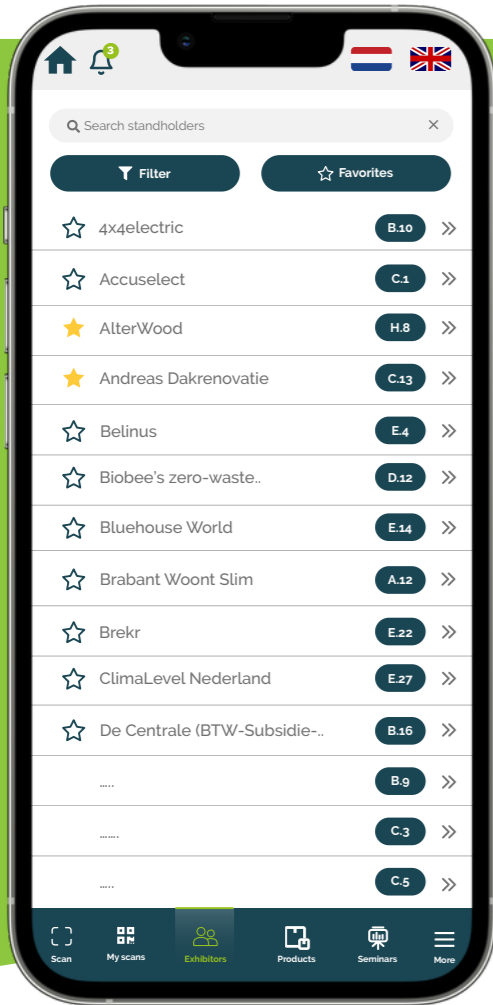 3
Search standholders ×
Filter
Favorites
4x4electric B.10
Accuselect C.1
AlterWood H.8
Andreas Dakrenovatie C.13
Belinus E.4
Biobee's zero-waste.. D.12
Bluehouse World E.14
Brabant Woont Slim A.12
Brekr E.22
ClimaLevel Nederland E.27
De Centrale (BTW-Subsidie-.. B.16
..... B.9
....... C.3
..... C.5
Scan My scans Exhibitors Products Seminars More